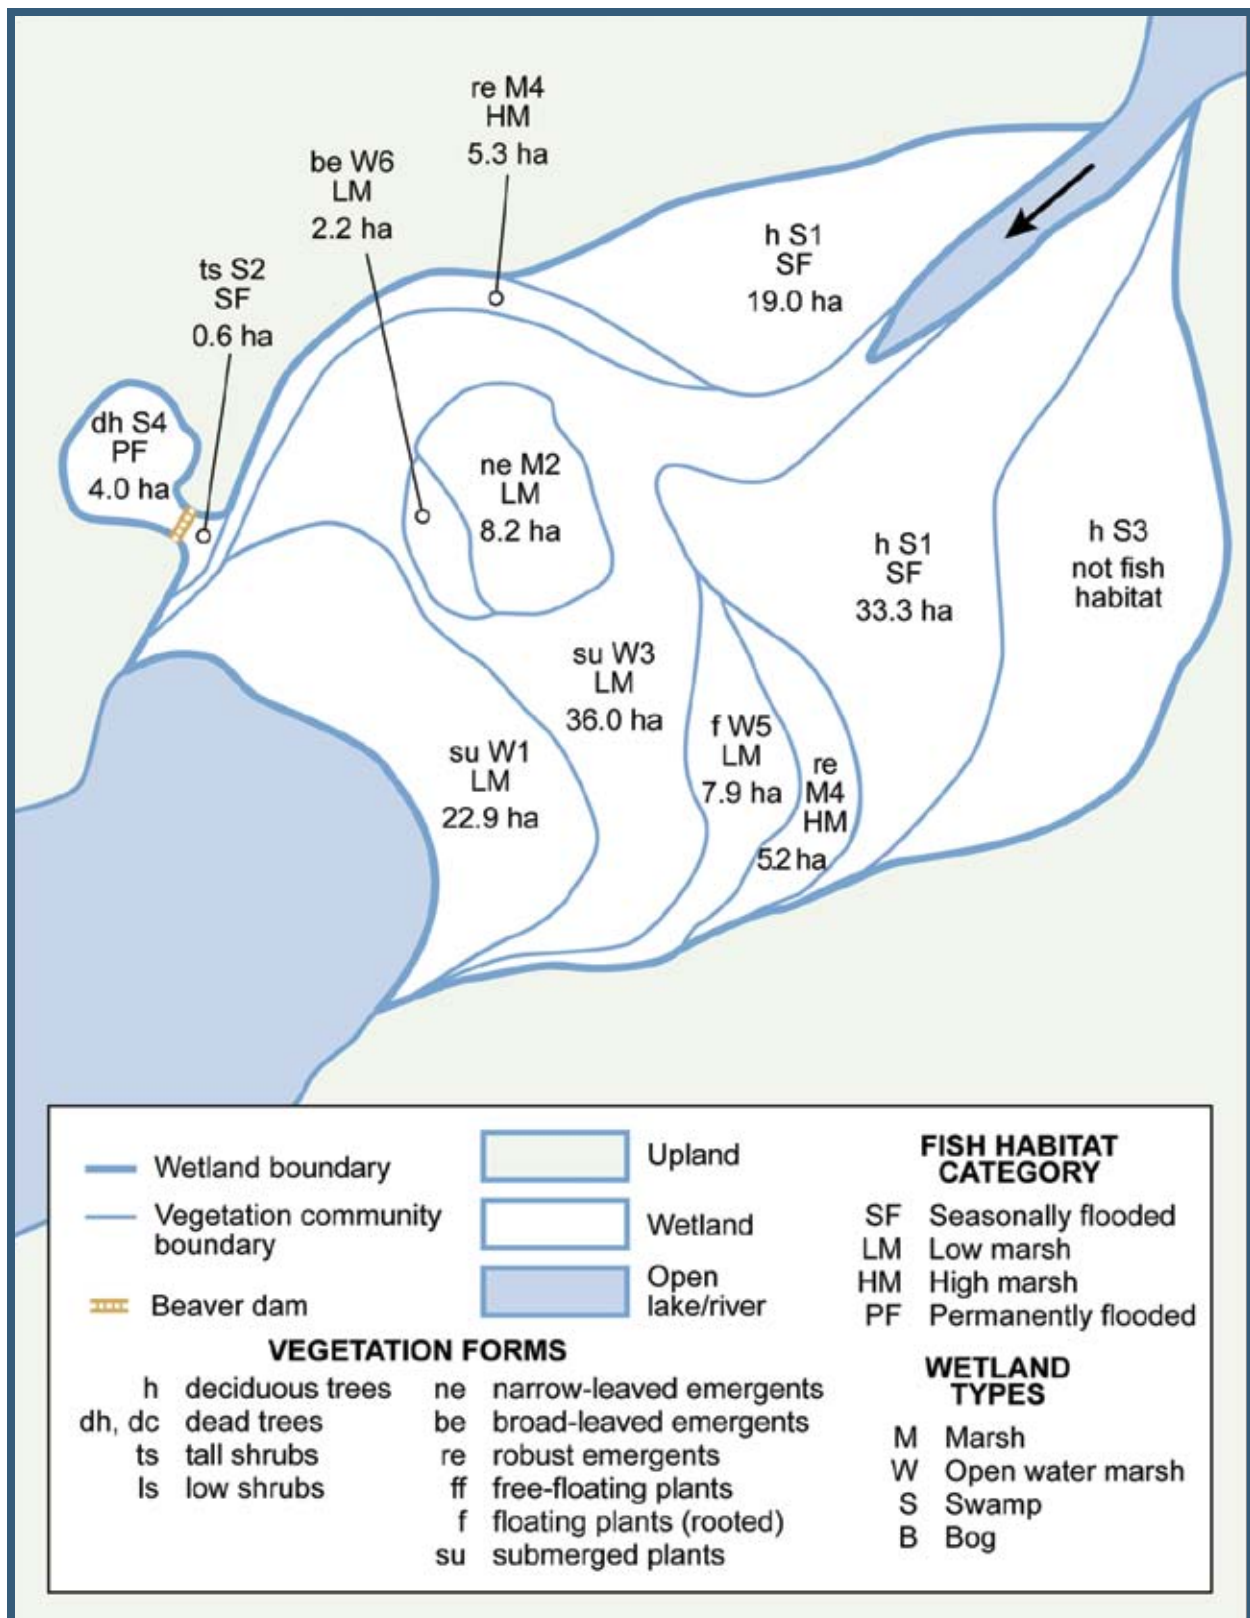 re M4
HM
5.3 ha
be W6
LM
2.2 ha
ts S2
SF
0.6 ha
h S1
SF
19.0 ha
dh S4
PF
4.0 ha
ne M2
LM
8.2 ha
h S1
SF
33.3 ha
h S3
not fish
habitat
su W3
LM
36.0 ha
f W5
LM
7.9 ha
re
M4
HM
5.2 ha
su W1
LM
22.9 ha
Wetland boundary
Vegetation community
boundary
Beaver dam
Upland
Wetland
Open
lake/river
FISH HABITAT
CATEGORY
SF Seasonally flooded
LM Low marsh
HM High marsh
PF Permanently flooded
VEGETATION FORMS
h deciduous trees
dh, dc dead trees
ts tall shrubs
ls low shrubs
ne narrow-leaved emergents
be broad-leaved emergents
re robust emergents
ff free-floating plants
f floating plants (rooted)
su submerged plants
WETLAND
TYPES
M Marsh
W Open water marsh
S Swamp
B Bog